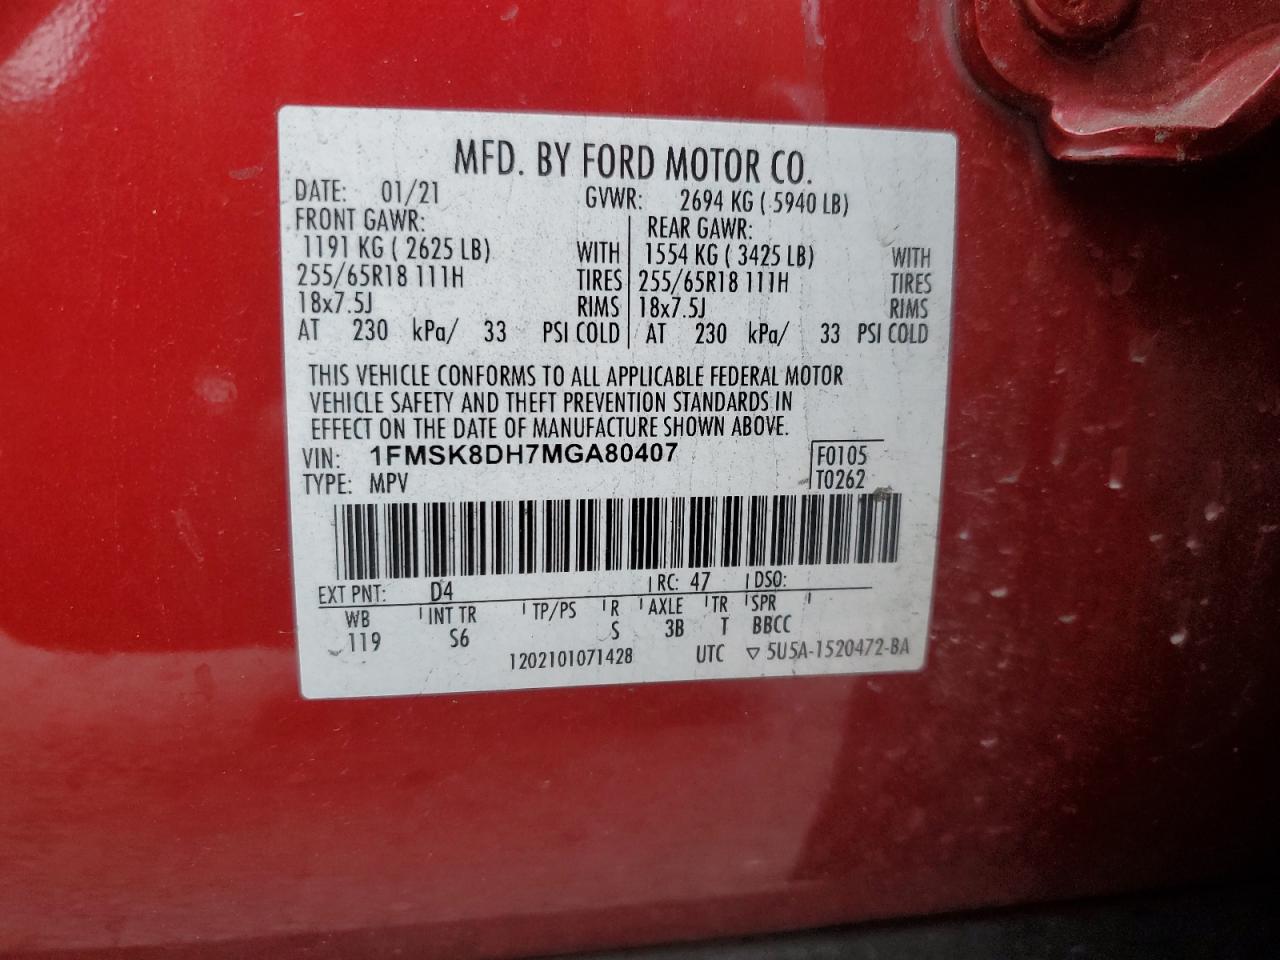 MFD. BY FORD MOTOR CO.
DATE: 01/21 GVWR: 2694 KG ( 5940 LB)
FRONT GAWR: REAR GAWR:
1191 KG ( 2625 LB) WITH 1554 KG ( 3425 LB) WITH
255/65R18 111H TIRES 255/65R18 111H TIRES
18x7.5J RIMS 18x7.5J RIMS
AT 230 kPa/ 33 PSI COLD AT 230 kPa/ 33 PSI COLD
THIS VEHICLE CONFORMS TO ALL APPLICABLE FEDERAL MOTOR
VEHICLE SAFETY AND THEFT PREVENTION STANDARDS IN
EFFECT ON THE DATE OF MANUFACTURE SHOWN ABOVE.
VIN: 1FMSK8DH7MGA80407 F0105
TYPE: MPV T0262
EXT PNT: D4 RC: 47 DSO:
WB INT TR TP/PS R AXLE TR SPR
119 S6 S 3B T BBCC
1202101071428 UTC ▽ 5U5A-1520472-BA